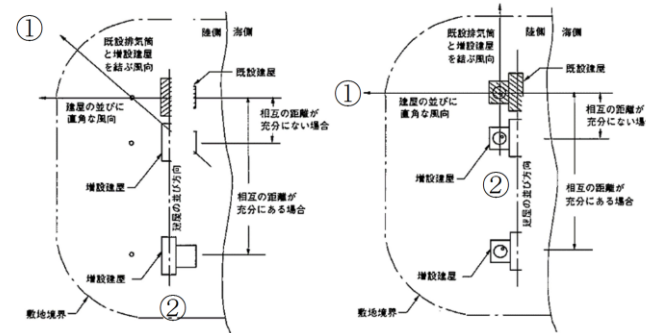 ①
既設排気筒
と増設建屋
を結ぶ風向
陸側
海側
既設建屋
建屋の並びに
直角な風向
相互の距離が
充分にない場合
増設建屋
建屋の並び方向
相互の距離が
充分にある場合
増設建屋
敷地境界
②
既設排気筒
と増設建屋
を結ぶ風向
陸側
海側
既設建屋
①
建屋の並びに
直角な風向
相互の距離が
充分にない場合
増設建屋
②
建屋の並び方向
相互の距離が
充分にある場合
増設建屋
敷地境界